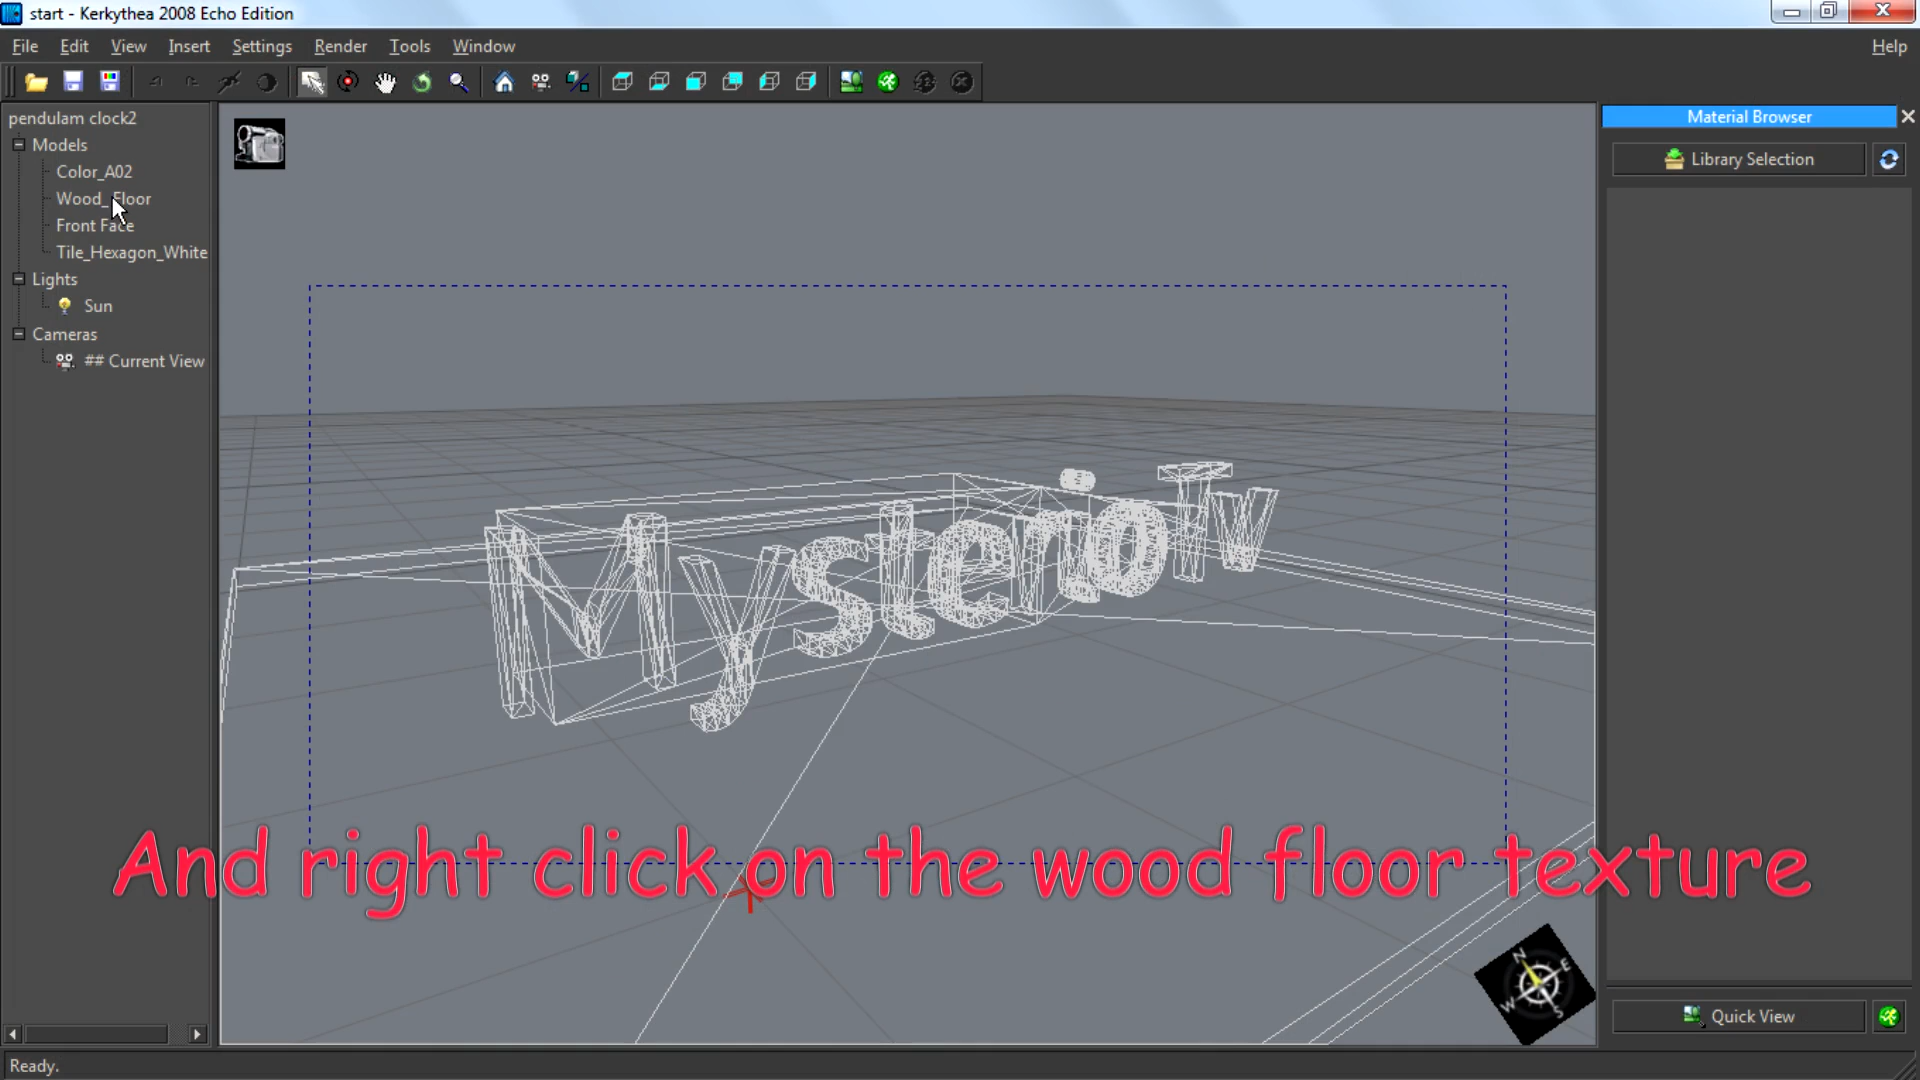 start - Kerkythea 2008 Echo Edition
File Edit View Insert Settings Render Tools Window Help
pendulam clock2
Models
Color_A02
Wood_ Floor
Front Face
Tile_Hexagon_White
Lights
Sun
Cameras
## Current View
Material Browser
Library Selection
MysterioTv
And right click on the wood floor texture
N
E
W
S
Quick View
Ready.